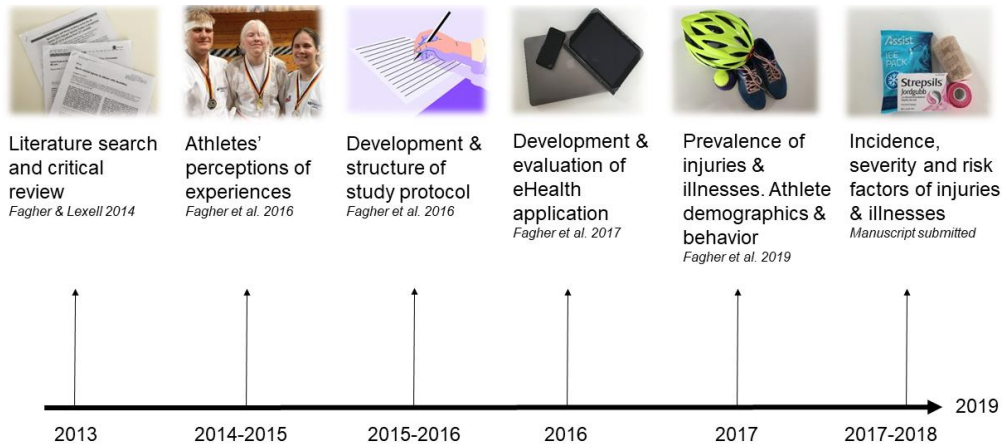 Literature search
and critical
review
Fagher & Lexell 2014
Athletes'
perceptions of
experiences
Fagher et al. 2016
Development &
structure of
study protocol
Fagher et al. 2016
Development &
evaluation of
eHealth
application
Fagher et al. 2017
Prevalence of
injuries &
illnesses. Athlete
demographics &
behavior
Fagher et al. 2019
Assist
ICE
PACK
Strepsils
Jordgubb
Incidence,
severity and risk
factors of injuries
& illnesses
Manuscript submitted
2019
2013
2014-2015
2015-2016
2016
2017
2017-2018